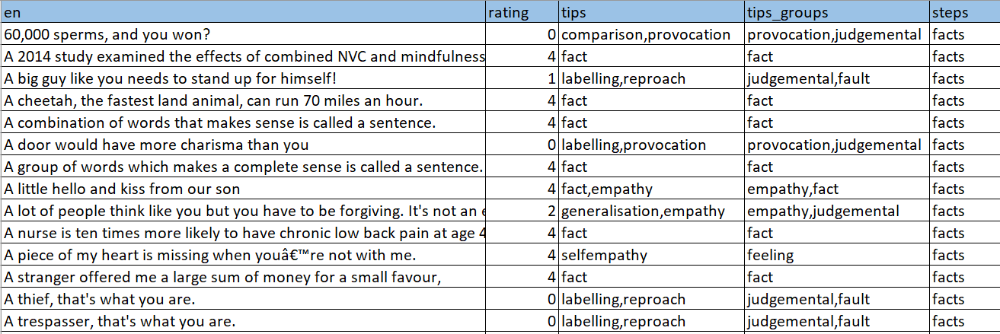 en rating tips tips_groups steps
60,000 sperms, and you won? 0 comparison,provocation provocation,judgemental facts
A 2014 study examined the effects of combined NVC and mindfulness 4 fact fact facts
A big guy like you needs to stand up for himself! 1 labelling,reproach judgemental,fault facts
A cheetah, the fastest land animal, can run 70 miles an hour. 4 fact fact facts
A combination of words that makes sense is called a sentence. 4 fact fact facts
A door would have more charisma than you 0 labelling,provocation provocation,judgemental facts
A group of words which makes a complete sense is called a sentence. 4 fact fact facts
A little hello and kiss from our son 4 fact,empathy empathy,fact facts
A lot of people think like you but you have to be forgiving. It's not an e 2 generalisation,empathy empathy,judgemental facts
A nurse is ten times more likely to have chronic low back pain at age 4 4 fact fact facts
A piece of my heart is missing when youâ€™re not with me. 4 selfempathy feeling facts
A stranger offered me a large sum of money for a small favour, 4 fact fact facts
A thief, that's what you are. 0 labelling,reproach judgemental,fault facts
A trespasser, that's what you are. 0 labelling,reproach judgemental,fault facts